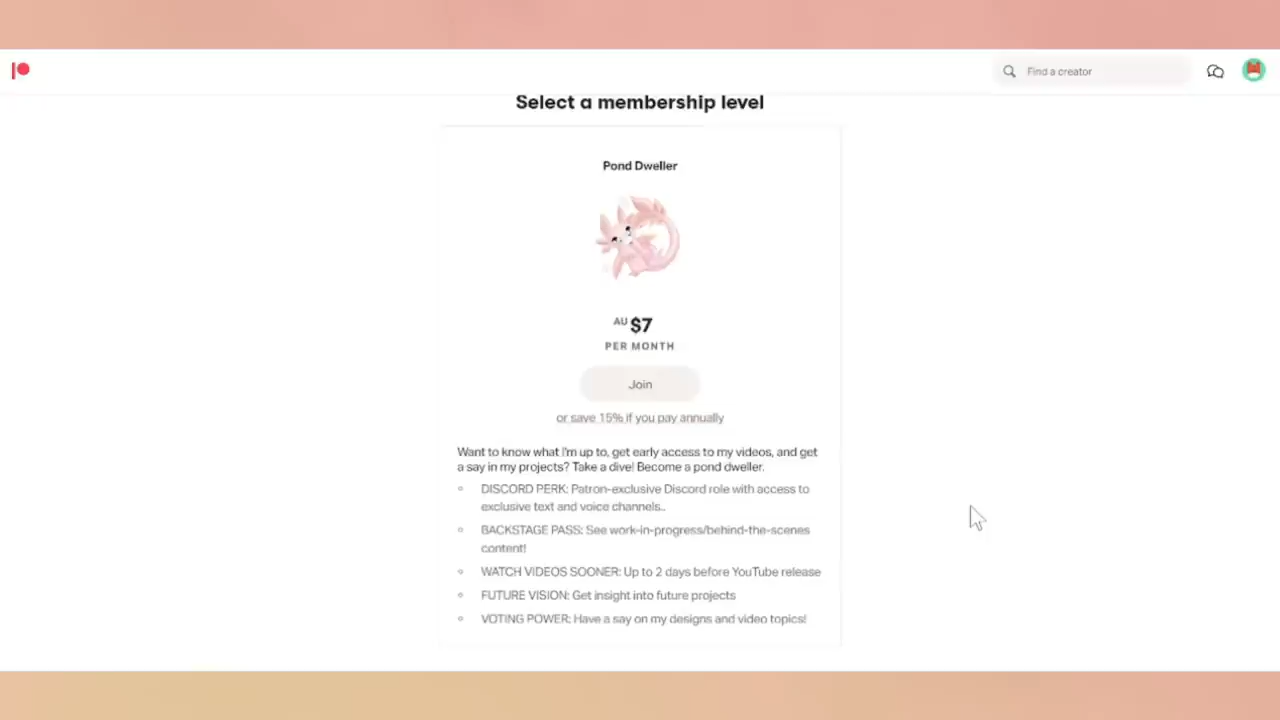 Find a creator
Select a membership level
Pond Dweller
AU $7
PER MONTH
Join
or save 15% if you pay annually
Want to know what I'm up to, get early access to my videos, and get
a say in my projects? Take a dive! Become a pond dweller.
DISCORD PERK: Patron-exclusive Discord role with access to
exclusive text and voice channels..
BACKSTAGE PASS: See work-in-progress/behind-the-scenes
content!
WATCH VIDEOS SOONER: Up to 2 days before YouTube release
FUTURE VISION: Get insight into future projects
VOTING POWER: Have a say on my designs and video topics!